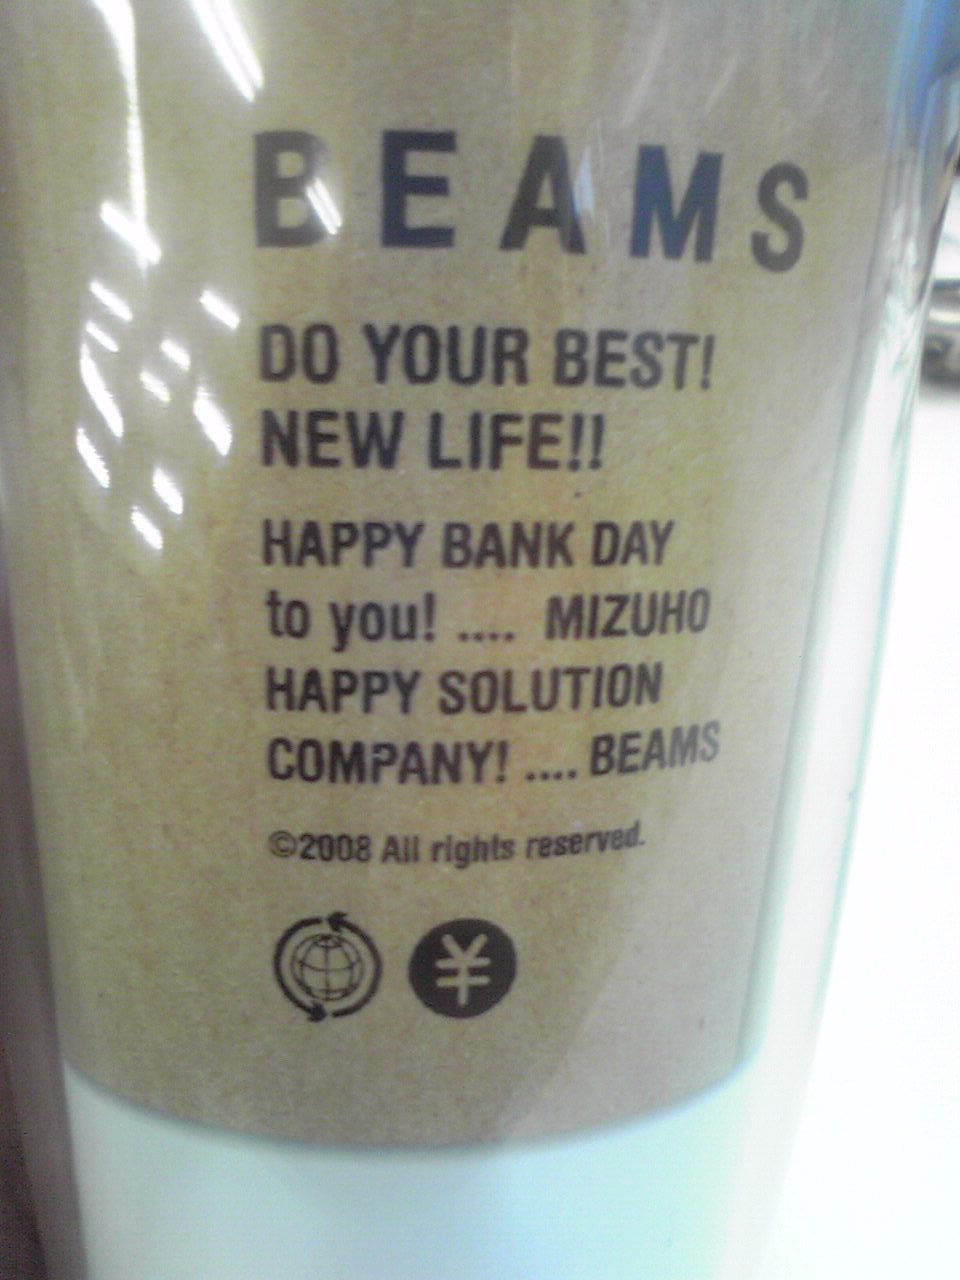 BEAMS
DO YOUR BEST!
NEW LIFE!!
HAPPY BANK DAY
to you! .... MIZUHO
HAPPY SOLUTION
COMPANY! .... BEAMS
©2008 All rights reserved.
¥